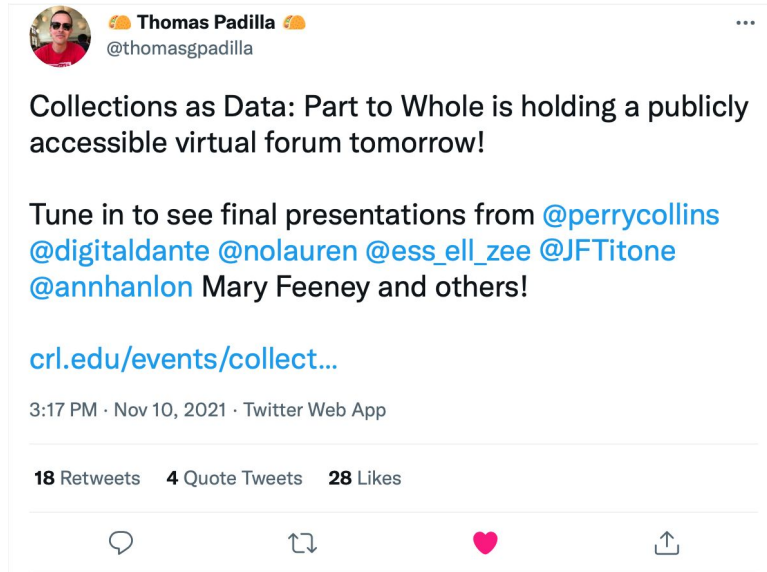 🌮 Thomas Padilla 🌮
@thomasgpadilla
Collections as Data: Part to Whole is holding a publicly
accessible virtual forum tomorrow!
Tune in to see final presentations from @perrycollins
@digitaldante @nolauren @ess_ell_zee @JFTitone
@annhanlon Mary Feeney and others!
crl.edu/events/collect...
3:17 PM · Nov 10, 2021 · Twitter Web App
18 Retweets 4 Quote Tweets 28 Likes